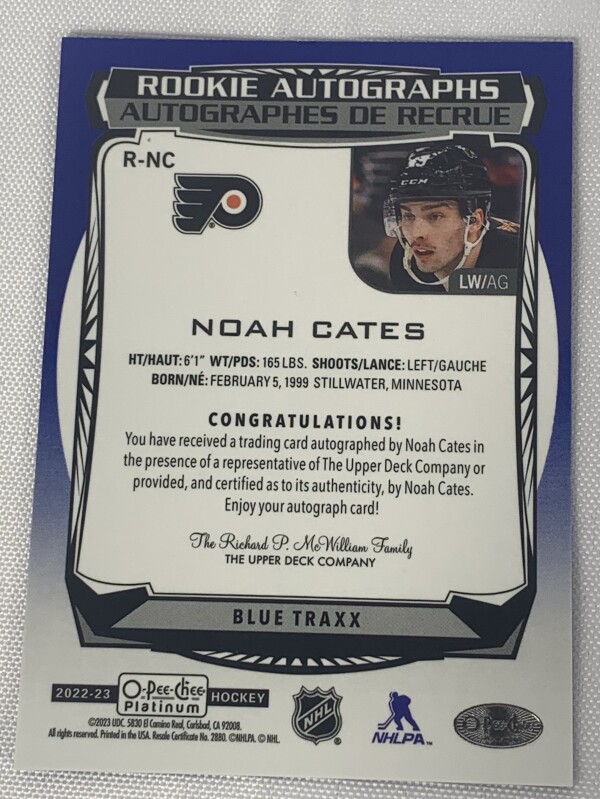 ROOKIE AUTOGRAPHS
AUTOGRAPHES DE RECRUE
R-NC
CCM
LW/AG
NOAH CATES
HT/HAUT: 6'1" WT/PDS: 165 LBS. SHOOTS/LANCE: LEFT/GAUCHE
BORN/NÉ: FEBRUARY 5, 1999 STILLWATER, MINNESOTA
CONGRATULATIONS!
You have received a trading card autographed by Noah Cates in
the presence of a representative of The Upper Deck Company or
provided, and certified as to its authenticity, by Noah Cates.
Enjoy your autograph card!
The Richard P. McWilliam Family
THE UPPER DECK COMPANY
BLUE TRAXX
2022-23 O-Pee-Chee Platinum HOCKEY
NHL
NHLPA
O-Pee-Chee
©2023 UDC. 5830 El Camino Real, Carlsbad, CA 92008.
All rights reserved. Printed in the USA. Resale Certificate No. 2880. ©NHLPA. © NHL.